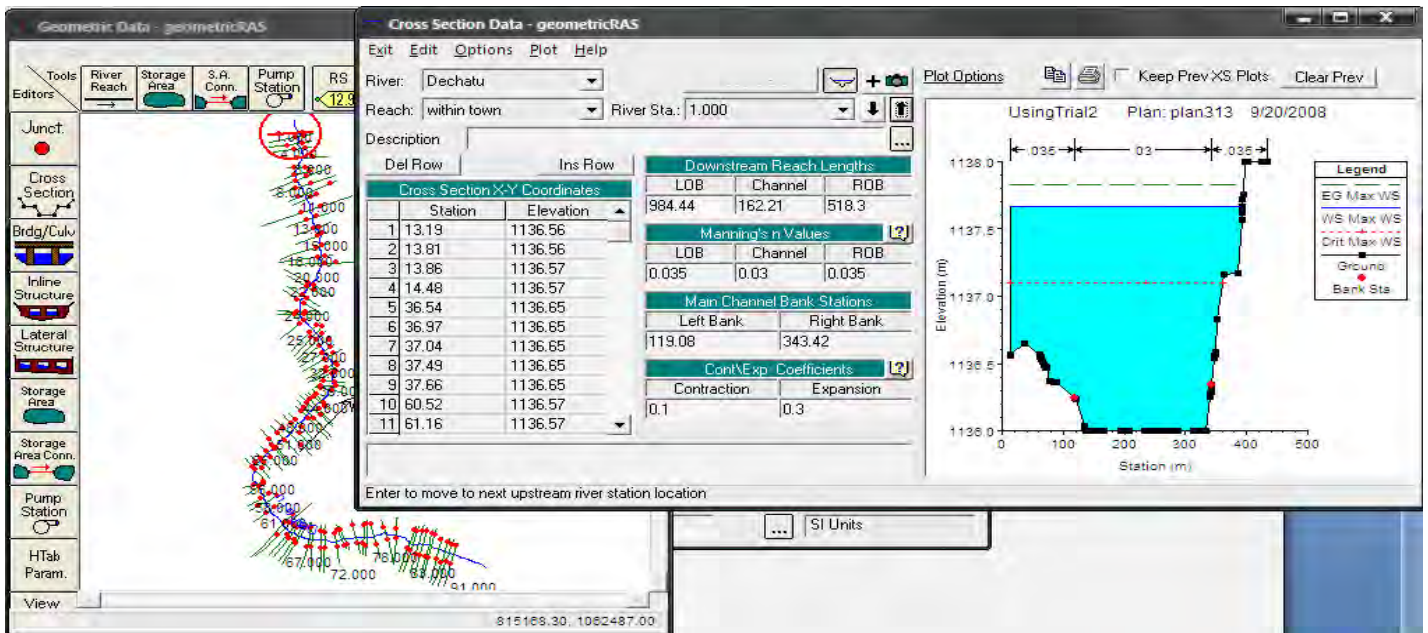 Geometric Data - geometricRAS
Tools
Editors
River
Reach
Storage
Area
S.A.
Conn.
Pump
Station
RS
Junct.
Cross
Section
Brdg/Culv
Inline
Structure
Lateral
Structure
Storage
Area
Storage
Area Conn.
Pump
Station
HTab
Param.
View
67.000
72.000
91.000
815168.30, 1062487.00
Cross Section Data - geometricRAS
Exit Edit Options Plot Help
River: Dechatu
Reach: within town River Sta.: 1.000
Description
Del Row Ins Row
Cross Section X-Y Coordinates
Station Elevation
1 13.19 1136.56
2 13.81 1136.56
3 13.86 1136.57
4 14.48 1136.57
5 36.54 1136.65
6 36.97 1136.65
7 37.04 1136.65
8 37.49 1136.65
9 37.66 1136.65
10 60.52 1136.57
11 61.16 1136.57
Downstream Reach Lengths
LOB Channel ROB
984.44 162.21 518.3
Manning's n Values
LOB Channel ROB
0.035 0.03 0.035
Main Channel Bank Stations
Left Bank Right Bank
119.08 343.42
Cont\Exp Coefficients
Contraction Expansion
0.1 0.3
Enter to move to next upstream river station location
Plot Options Keep Prev XS Plots Clear Prev
UsingTrial2 Plan: plan313 9/20/2008
.035 .03 .035
1138.0
1137.5
1137.0
1136.5
1136.0
Elevation (m)
0 100 200 300 400 500
Station (m)
Legend
EG Max WS
WS Max WS
Crit Max WS
Ground
Bank Sta
... SI Units